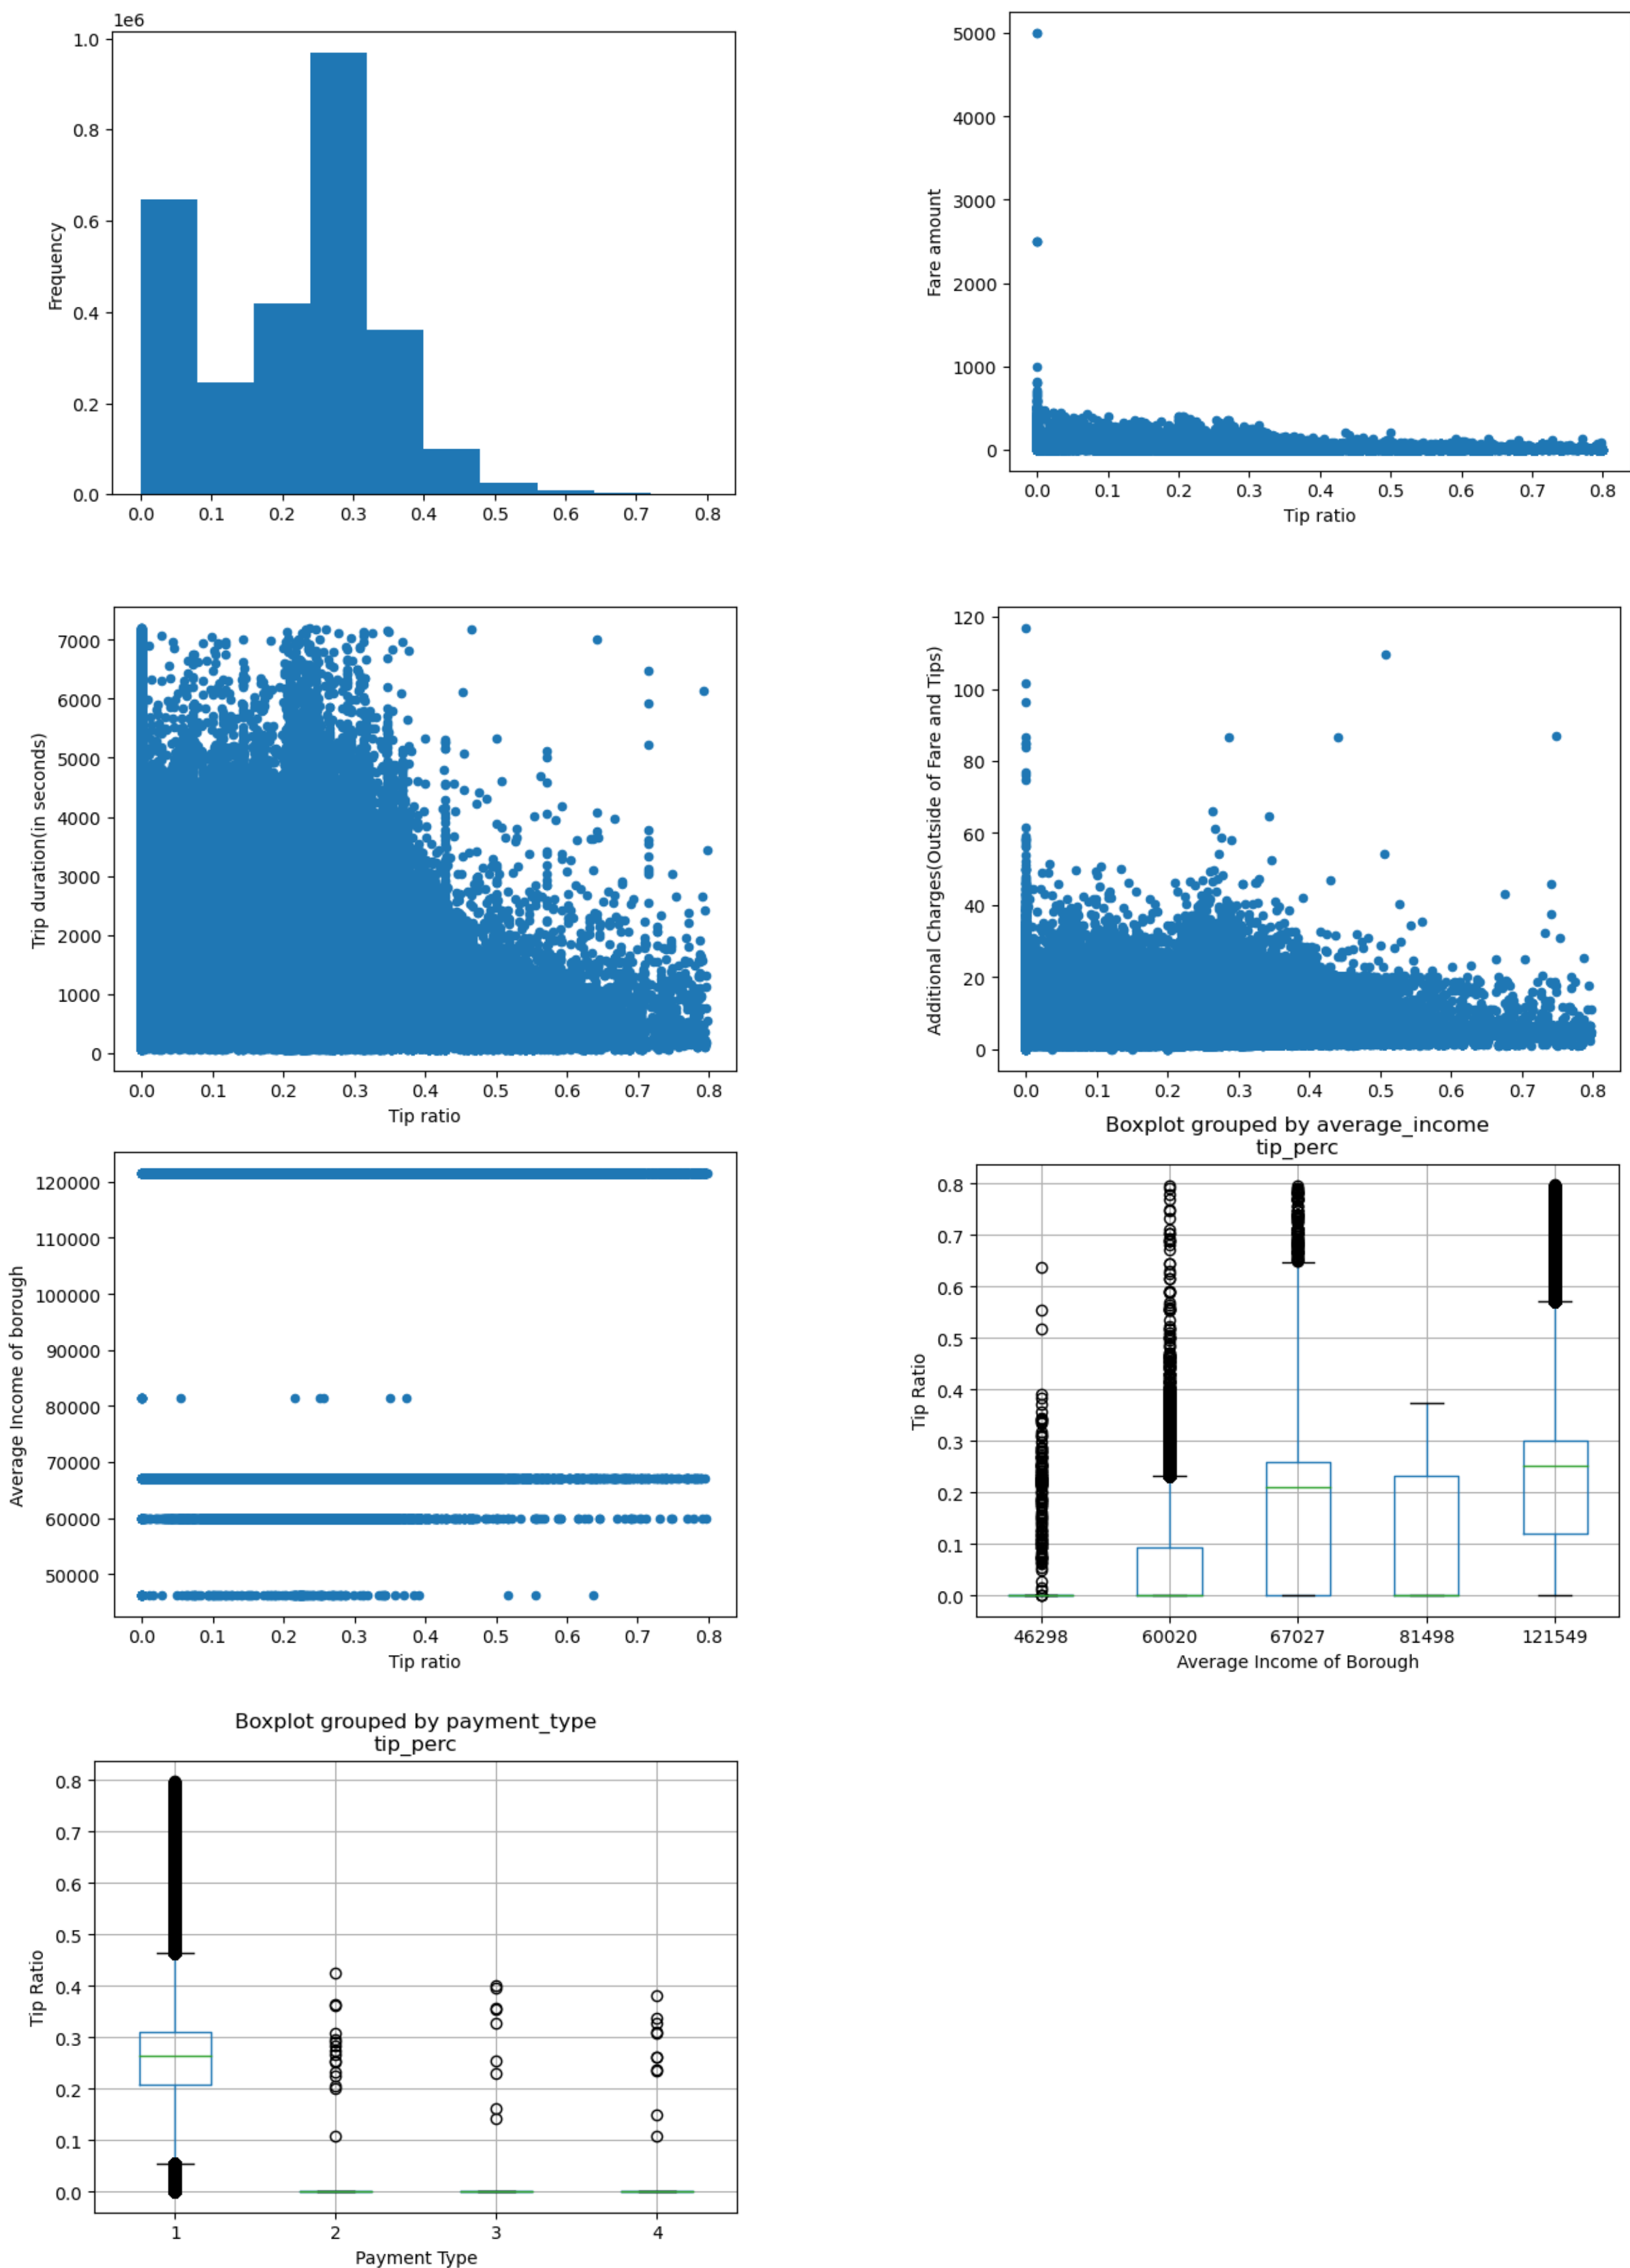 1e6
1.0
0.8
0.6
0.4
0.2
0.0
Frequency
0.0 0.1 0.2 0.3 0.4 0.5 0.6 0.7 0.8
5000
4000
3000
2000
1000
0
Fare amount
0.0 0.1 0.2 0.3 0.4 0.5 0.6 0.7 0.8
Tip ratio
7000
6000
5000
4000
3000
2000
1000
0
Trip duration(in seconds)
0.0 0.1 0.2 0.3 0.4 0.5 0.6 0.7 0.8
Tip ratio
120
100
80
60
40
20
0
Additional Charges(Outside of Fare and Tips)
0.0 0.1 0.2 0.3 0.4 0.5 0.6 0.7 0.8
120000
110000
100000
90000
80000
70000
60000
50000
Average Income of borough
0.0 0.1 0.2 0.3 0.4 0.5 0.6 0.7 0.8
Tip ratio
Boxplot grouped by average_income
tip_perc
0.8
0.7
0.6
0.5
0.4
0.3
0.2
0.1
0.0
Tip Ratio
46298 60020 67027 81498 121549
Average Income of Borough
Boxplot grouped by payment_type
tip_perc
0.8
0.7
0.6
0.5
0.4
0.3
0.2
0.1
0.0
Tip Ratio
1 2 3 4
Payment Type